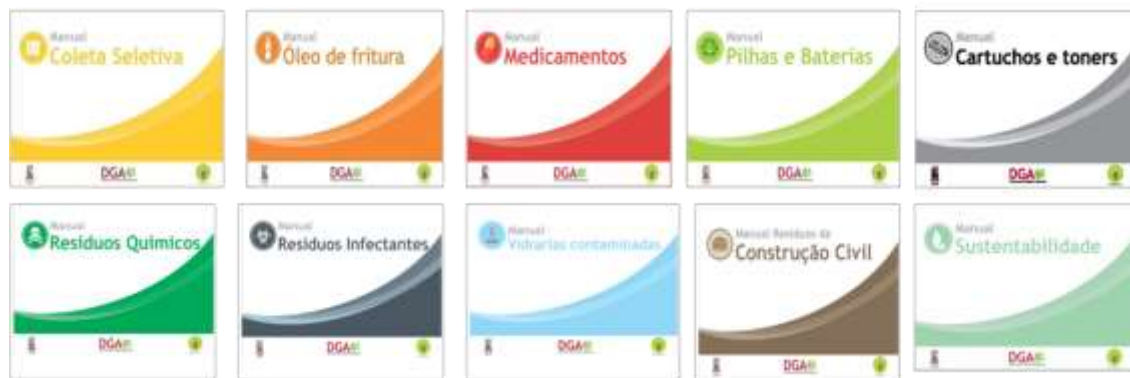 Manual
Coleta Seletiva
DGA
Manual
Óleo de fritura
DGA
Manual
Medicamentos
DGA
Manual
Pilhas e Baterias
DGA
Manual
Cartuchos e toners
DGA
Manual
Resíduos Químicos
DGA
Manual
Resíduos Infectantes
DGA
Manual
Vidrarias contaminadas
DGA
Manual Resíduos da
Construção Civil
DGA
Manual
Sustentabilidade
DGA